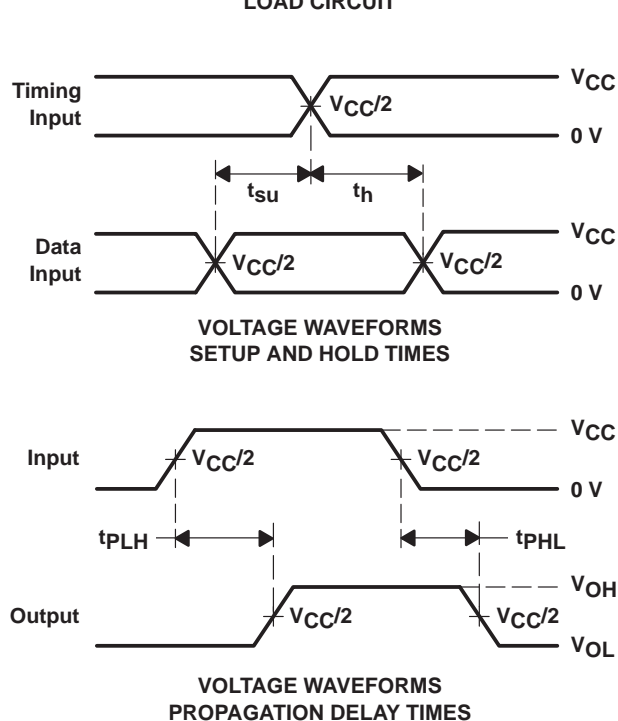 LOAD CIRCUIT
Timing
Input
VCC/2
VCC
0 V
tsu
th
Data
Input
VCC/2
VCC/2
VCC
0 V
VOLTAGE WAVEFORMS
SETUP AND HOLD TIMES
Input
VCC/2
VCC/2
VCC
0 V
tPLH
tPHL
Output
VCC/2
VCC/2
VOH
VOL
VOLTAGE WAVEFORMS
PROPAGATION DELAY TIMES